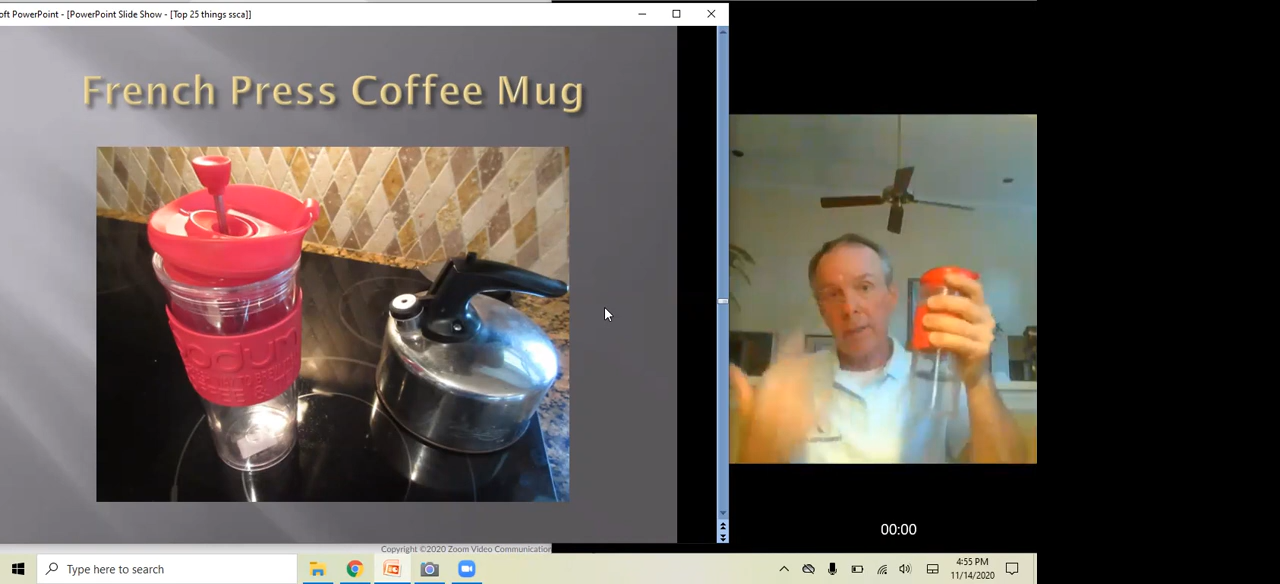 oft PowerPoint - [PowerPoint Slide Show - [Top 25 things ssca]]
French Press Coffee Mug
odum
00:00
Copyright ©2020 Zoom Video Communication
Type here to search
4:55 PM
11/14/2020